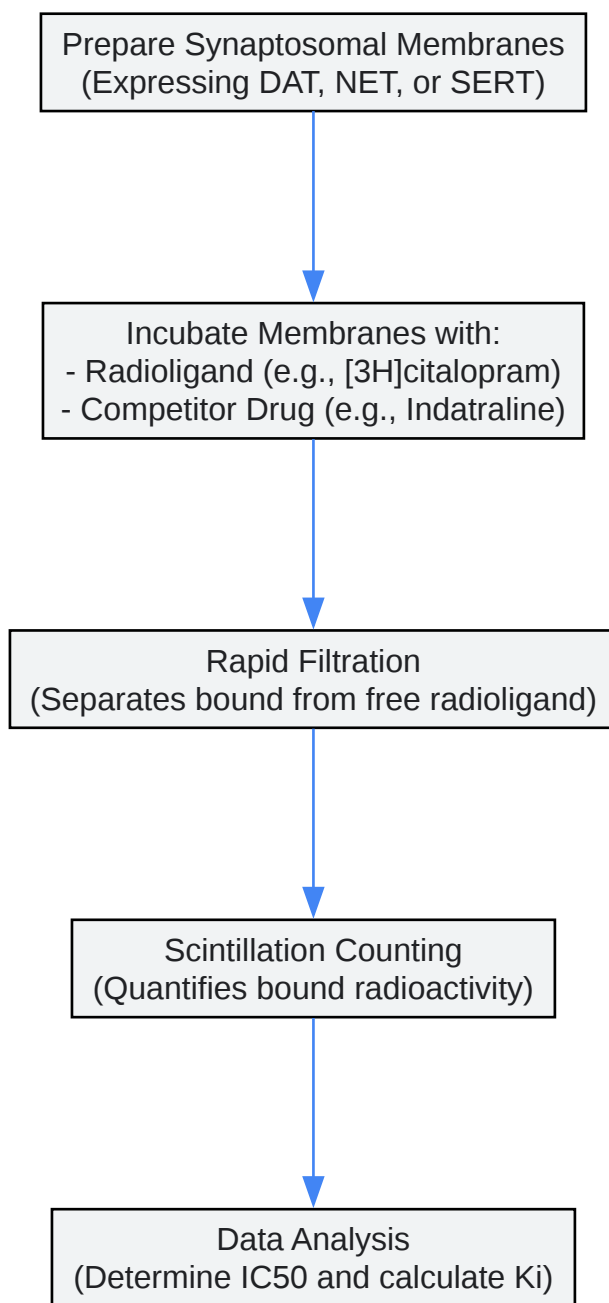 Prepare Synaptosomal Membranes
(Expressing DAT, NET, or SERT)
Incubate Membranes with:
- Radioligand (e.g., [3H]citalopram)
- Competitor Drug (e.g., Indatraline)
Rapid Filtration
(Separates bound from free radioligand)
Scintillation Counting
(Quantifies bound radioactivity)
Data Analysis
(Determine IC50 and calculate Ki)